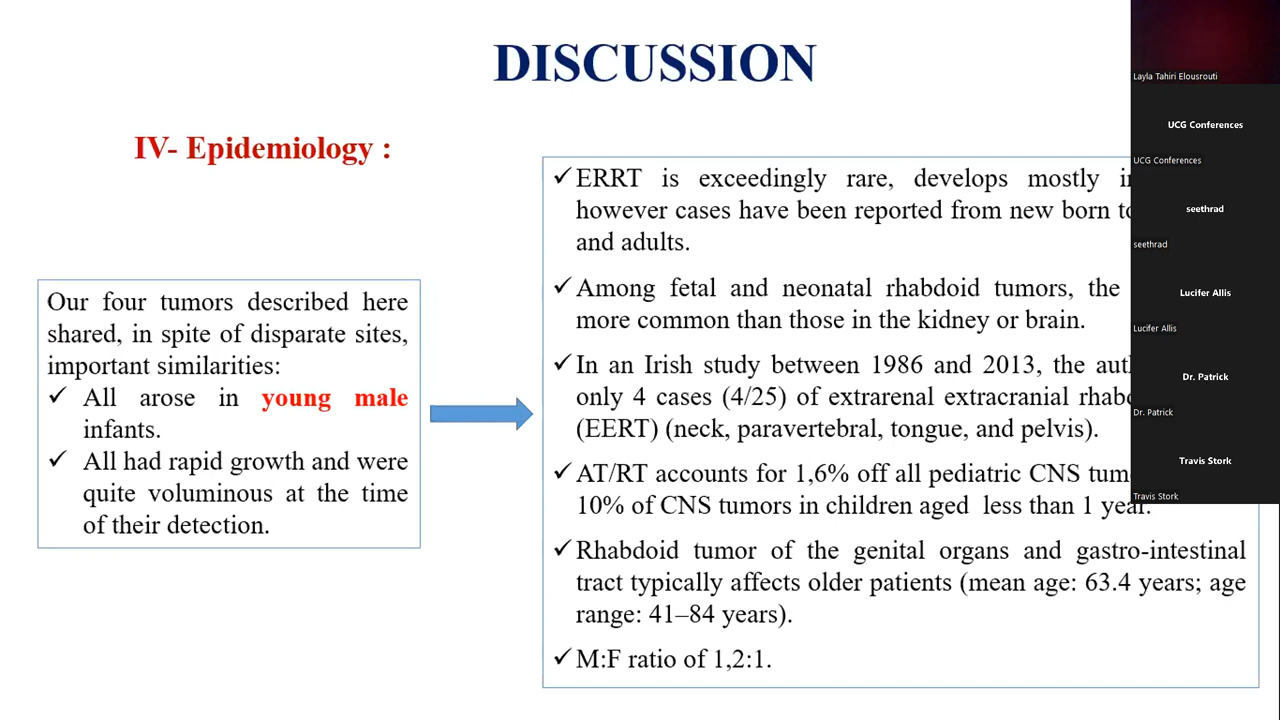 DISCUSSION
IV- Epidemiology :
Our four tumors described here
shared, in spite of disparate sites,
important similarities:
✓ All arose in young male
infants.
✓ All had rapid growth and were
quite voluminous at the time
of their detection.
✓ ERRT is exceedingly rare, develops mostly
however cases have been reported from new born
and adults.
✓ Among fetal and neonatal rhabdoid tumors, the
more common than those in the kidney or brain.
✓ In an Irish study between 1986 and 2013, the
only 4 cases (4/25) of extrarenal extracranial
(EERT) (neck, paravertebral, tongue, and pelvis).
✓ AT/RT accounts for 1,6% off all pediatric CNS
10% of CNS tumors in children aged less than 1 year.
✓ Rhabdoid tumor of the genital organs and gastro-intestinal
tract typically affects older patients (mean age: 63.4 years; age
range: 41–84 years).
✓ M:F ratio of 1,2:1.
Layla Tahiri Elousrouti
UCG Conferences
UCG Conferences
seethrad
seethrad
Lucifer Allis
Lucifer Allis
Dr. Patrick
Dr. Patrick
Travis Stork
Travis Stork